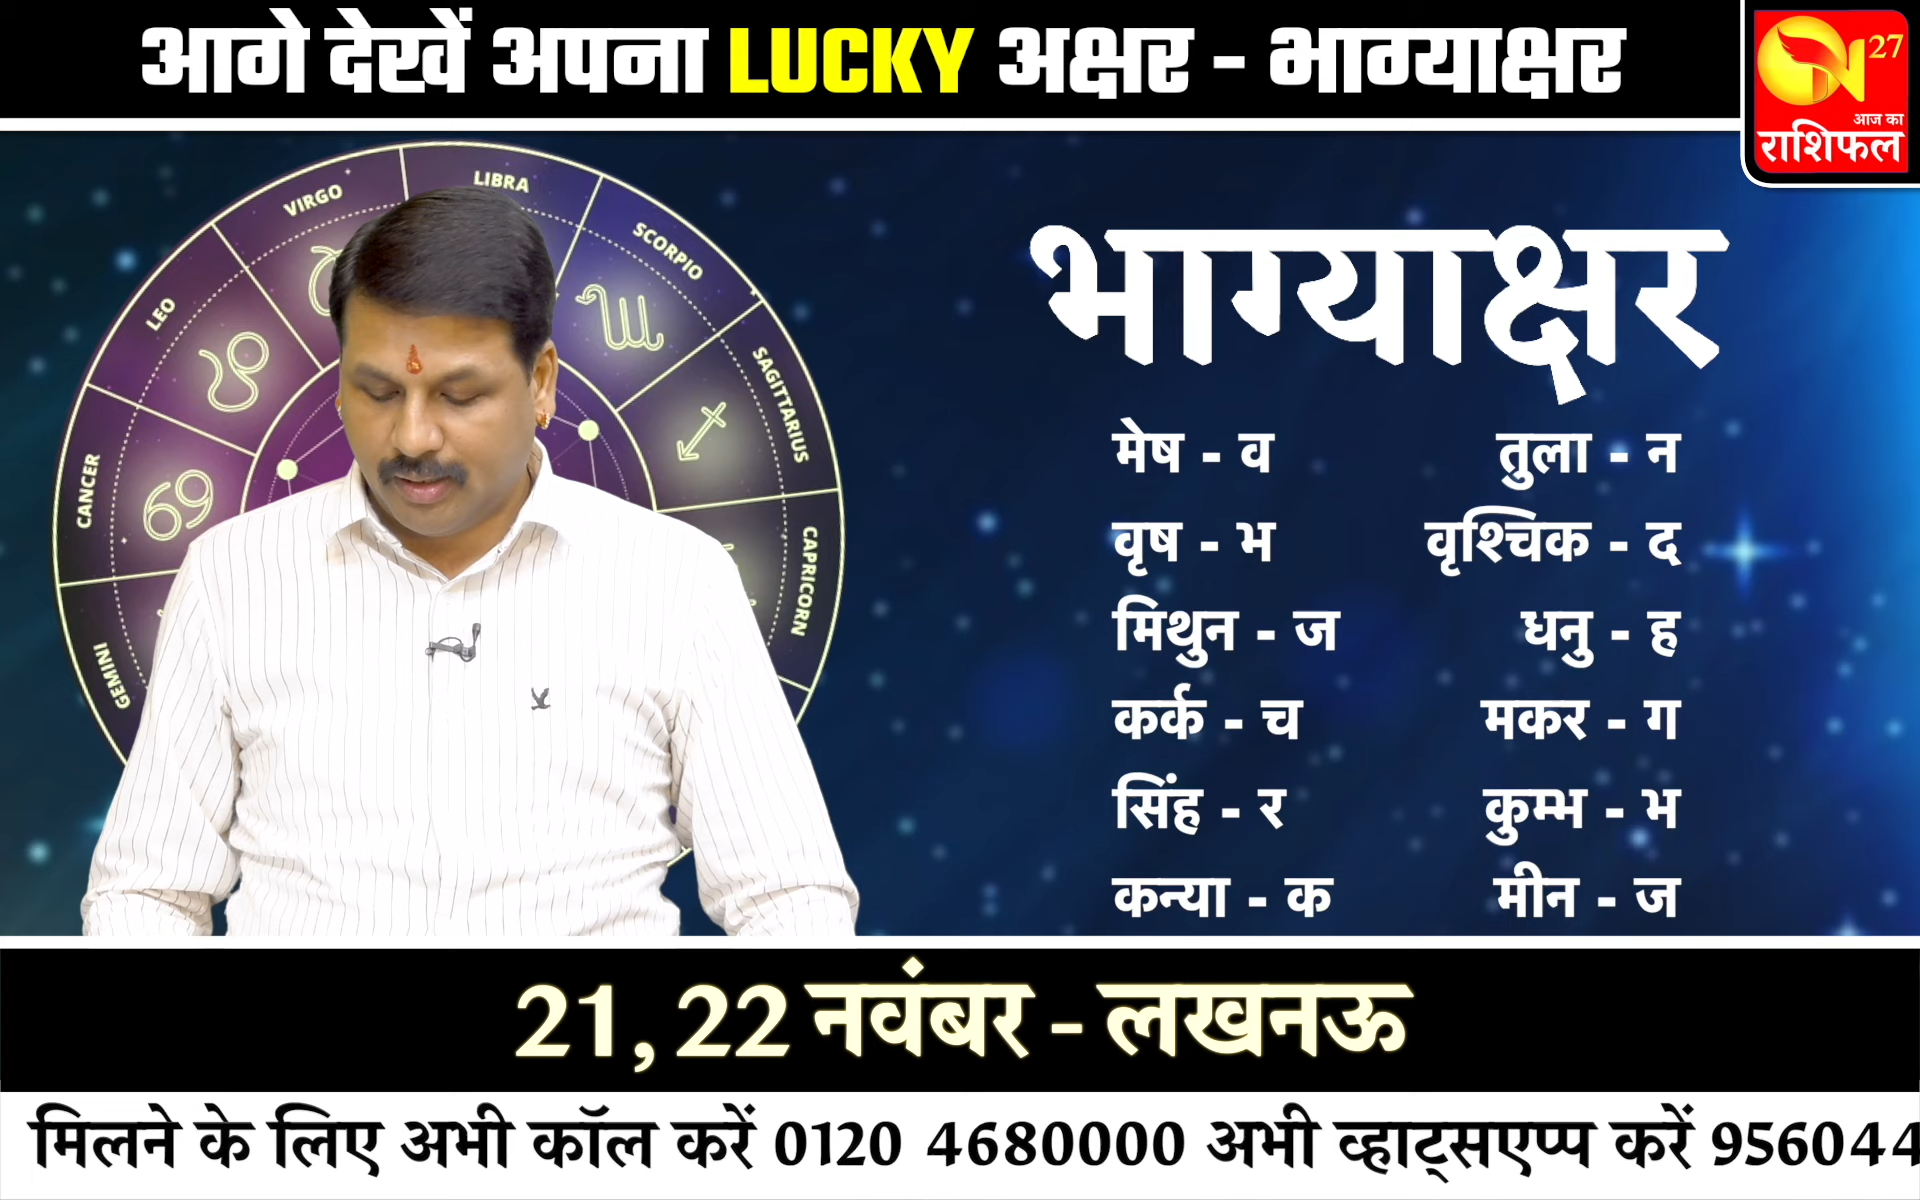 आगे देखें अपना LUCKY अक्षर - भाग्याक्षर
27
आज का
राशिफल
LIBRA
VIRGO
SCORPIO
LEO
SAGITTARIUS
CANCER
CAPRICORN
GEMINI
भाग्याक्षर
मेष - व
तुला - न
वृष - भ
वृश्चिक - द
मिथुन - ज
धनु - ह
कर्क - च
मकर - ग
सिंह - र
कुम्भ - भ
कन्या - क
मीन - ज
21, 22 नवंबर - लखनऊ
मिलने के लिए अभी कॉल करें 0120 4680000 अभी व्हाट्सएप्प करें 956044